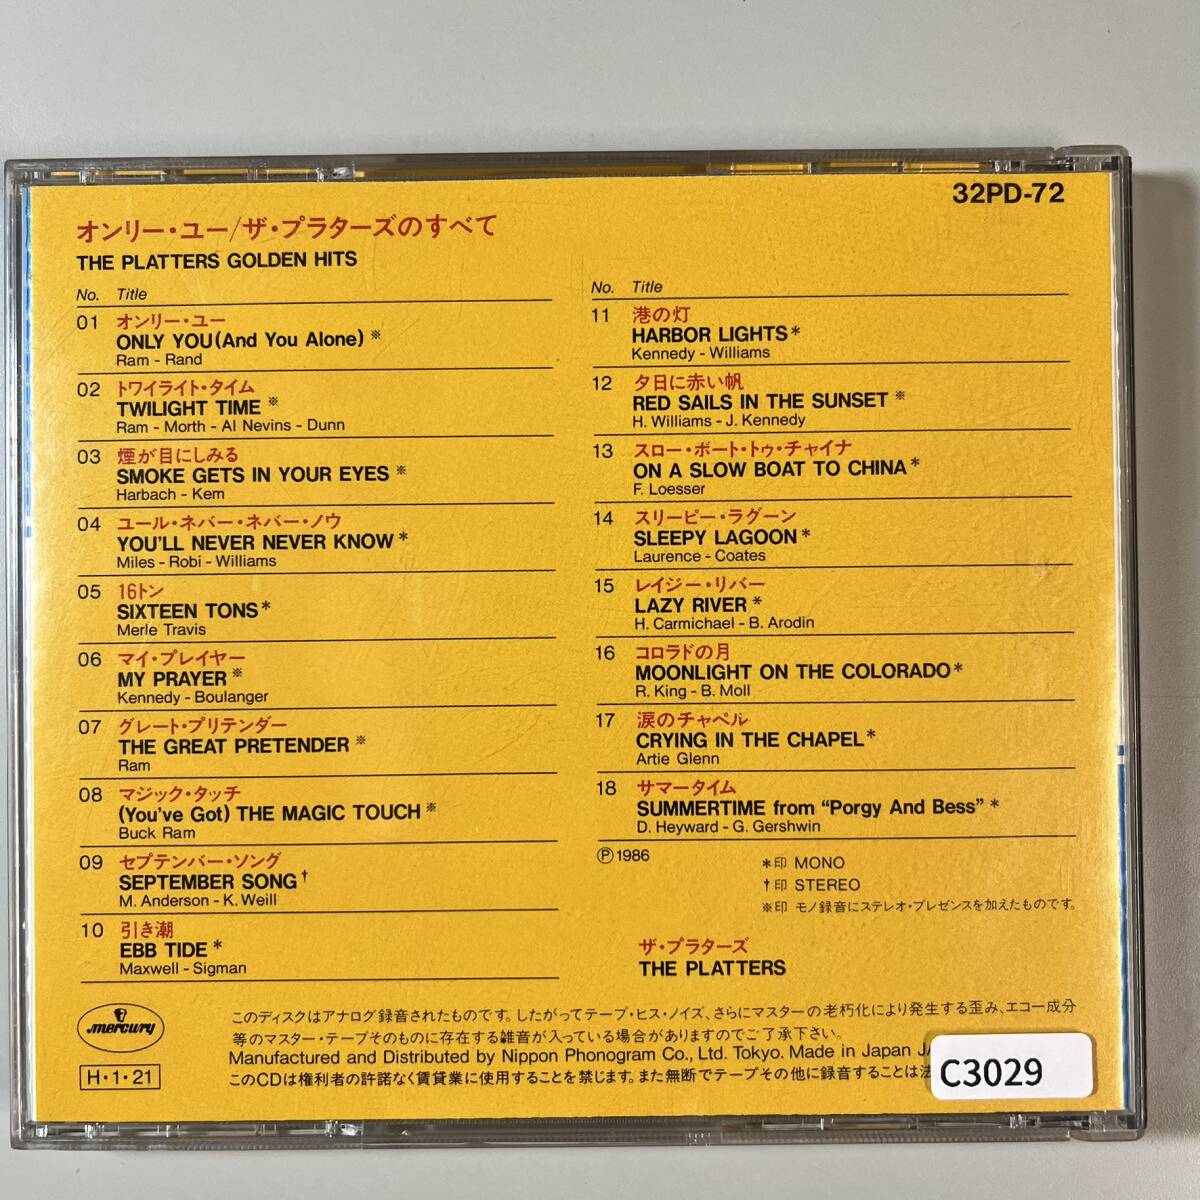 32PD-72
オンリー・ユー/ザ・プラターズのすべて
THE PLATTERS GOLDEN HITS
No. Title
01 オンリー・ユー
ONLY YOU(And You Alone)※
Ram - Rand
02 トワイライト・タイム
TWILIGHT TIME※
Ram - Morth - Al Nevins - Dunn
03 煙が目にしみる
SMOKE GETS IN YOUR EYES※
Harbach - Kem
04 ユール・ネバー・ネバー・ノウ
YOU'LL NEVER NEVER KNOW*
Miles - Robi - Williams
05 16トン
SIXTEEN TONS*
Merle Travis
06 マイ・プレイヤー
MY PRAYER※
Kennedy - Boulanger
07 グレート・プリテンダー
THE GREAT PRETENDER※
Ram
08 マジック・タッチ
(You've Got) THE MAGIC TOUCH※
Buck Ram
09 セプテンバー・ソング
SEPTEMBER SONG†
M. Anderson - K. Weill
10 引き潮
EBB TIDE*
Maxwell - Sigman
No. Title
11 港の灯
HARBOR LIGHTS*
Kennedy - Williams
12 夕日に赤い帆
RED SAILS IN THE SUNSET※
H. Williams - J. Kennedy
13 スロー・ボート・トゥ・チャイナ
ON A SLOW BOAT TO CHINA*
F. Loesser
14 スリーピー・ラグーン
SLEEPY LAGOON*
Laurence - Coates
15 レイジー・リバー
LAZY RIVER*
H. Carmichael - B. Arodin
16 コロラドの月
MOONLIGHT ON THE COLORADO*
R. King - B. Moll
17 涙のチャペル
CRYING IN THE CHAPEL*
Artie Glenn
18 サマータイム
SUMMERTIME from “Porgy And Bess”*
D. Heyward - G. Gershwin
Ⓟ1986
*印 MONO
†印 STEREO
※印 モノ録音にステレオ・プレゼンスを加えたものです。
ザ・プラターズ
THE PLATTERS
mercury
H・1・21
このディスクはアナログ録音されたものです。したがってテープ・ヒス・ノイズ、さらにマスターの老朽化により発生する歪み、エコー成分
等のマスター・テープそのものに存在する雑音が入っている場合がありますのでご了承下さい。
Manufactured and Distributed by Nippon Phonogram Co., Ltd. Tokyo. Made in Japan JA
このCDは権利者の許諾なく賃貸業に使用することを禁じます。また無断でテープその他に録音することは法
C3029